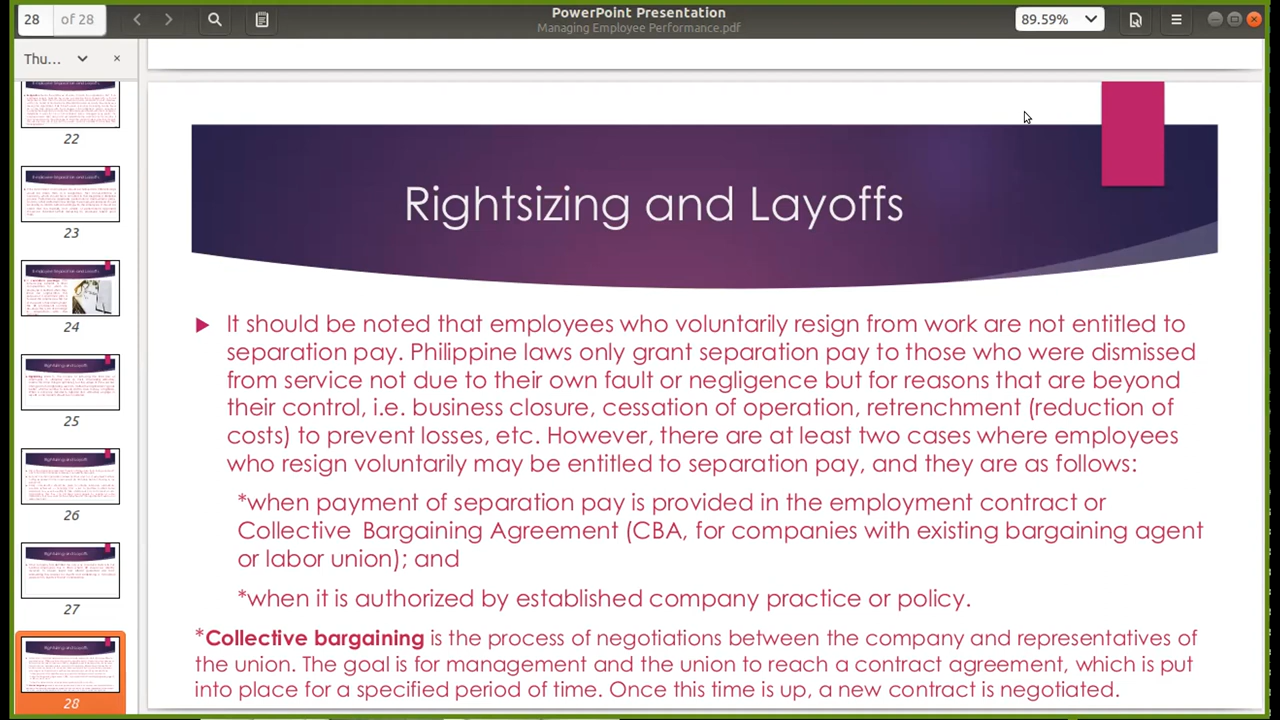 28 of 28
PowerPoint Presentation
Managing Employee Performance.pdf
89.59%
Thu...
22
23
24
25
26
27
28
Rightsizing and Layoffs
It should be noted that employees who voluntarily resign from work are not entitled to
separation pay. Philippine laws only grant separation pay to those who were dismissed
from service not due to their own fault or negligence but for reasons that are beyond
their control, i.e. business closure, cessation of operation, retrenchment (reduction of
costs) to prevent losses, etc. However, there are at least two cases where employees
who resign voluntarily may be entitled to separation pay, and they are as follows:
*when payment of separation pay is provided in the employment contract or
Collective Bargaining Agreement (CBA, for companies with existing bargaining agent
or labor union); and
*when it is authorized by established company practice or policy.
*Collective bargaining is the process of negotiations between the company and representatives of
the union. The goal is for management and the union to reach a contract agreement, which is put
into place for a specified period of time. Once this time is up, a new contract is negotiated.